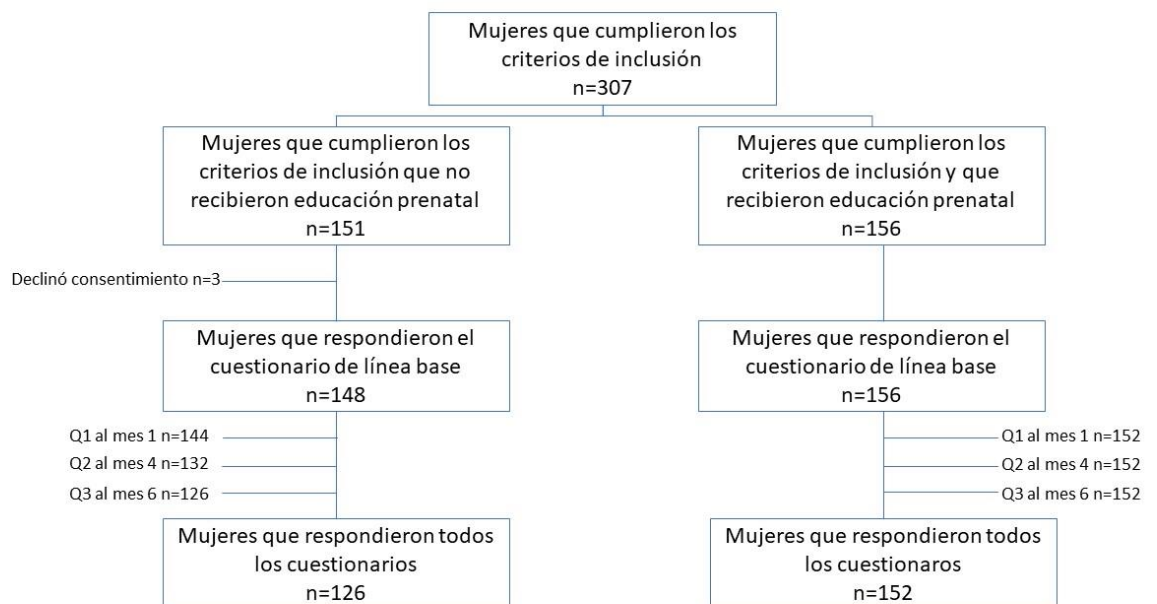 Mujeres que cumplieron los
criterios de inclusión
n=307
Mujeres que cumplieron los
criterios de inclusión que no
recibieron educación prenatal
n=151
Mujeres que cumplieron los
criterios de inclusión y que
recibieron educación prenatal
n=156
Declinó consentimiento n=3
Mujeres que respondieron el
cuestionario de línea base
n=148
Mujeres que respondieron el
cuestionario de línea base
n=156
Q1 al mes 1 n=144
Q2 al mes 4 n=132
Q3 al mes 6 n=126
Q1 al mes 1 n=152
Q2 al mes 4 n=152
Q3 al mes 6 n=152
Mujeres que respondieron todos
los cuestionarios
n=126
Mujeres que respondieron todos
los cuestionaros
n=152